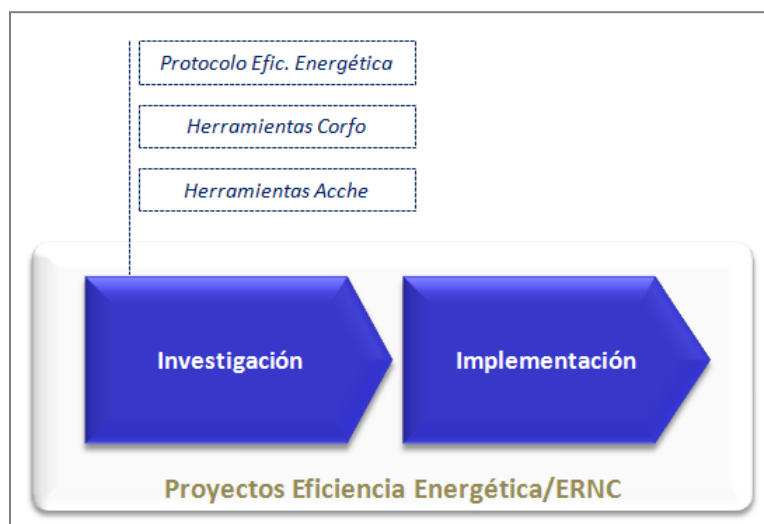 Protocolo Efic. Energética
Herramientas Corfo
Herramientas Acche
Investigación
Implementación
Proyectos Eficiencia Energética/ERNC